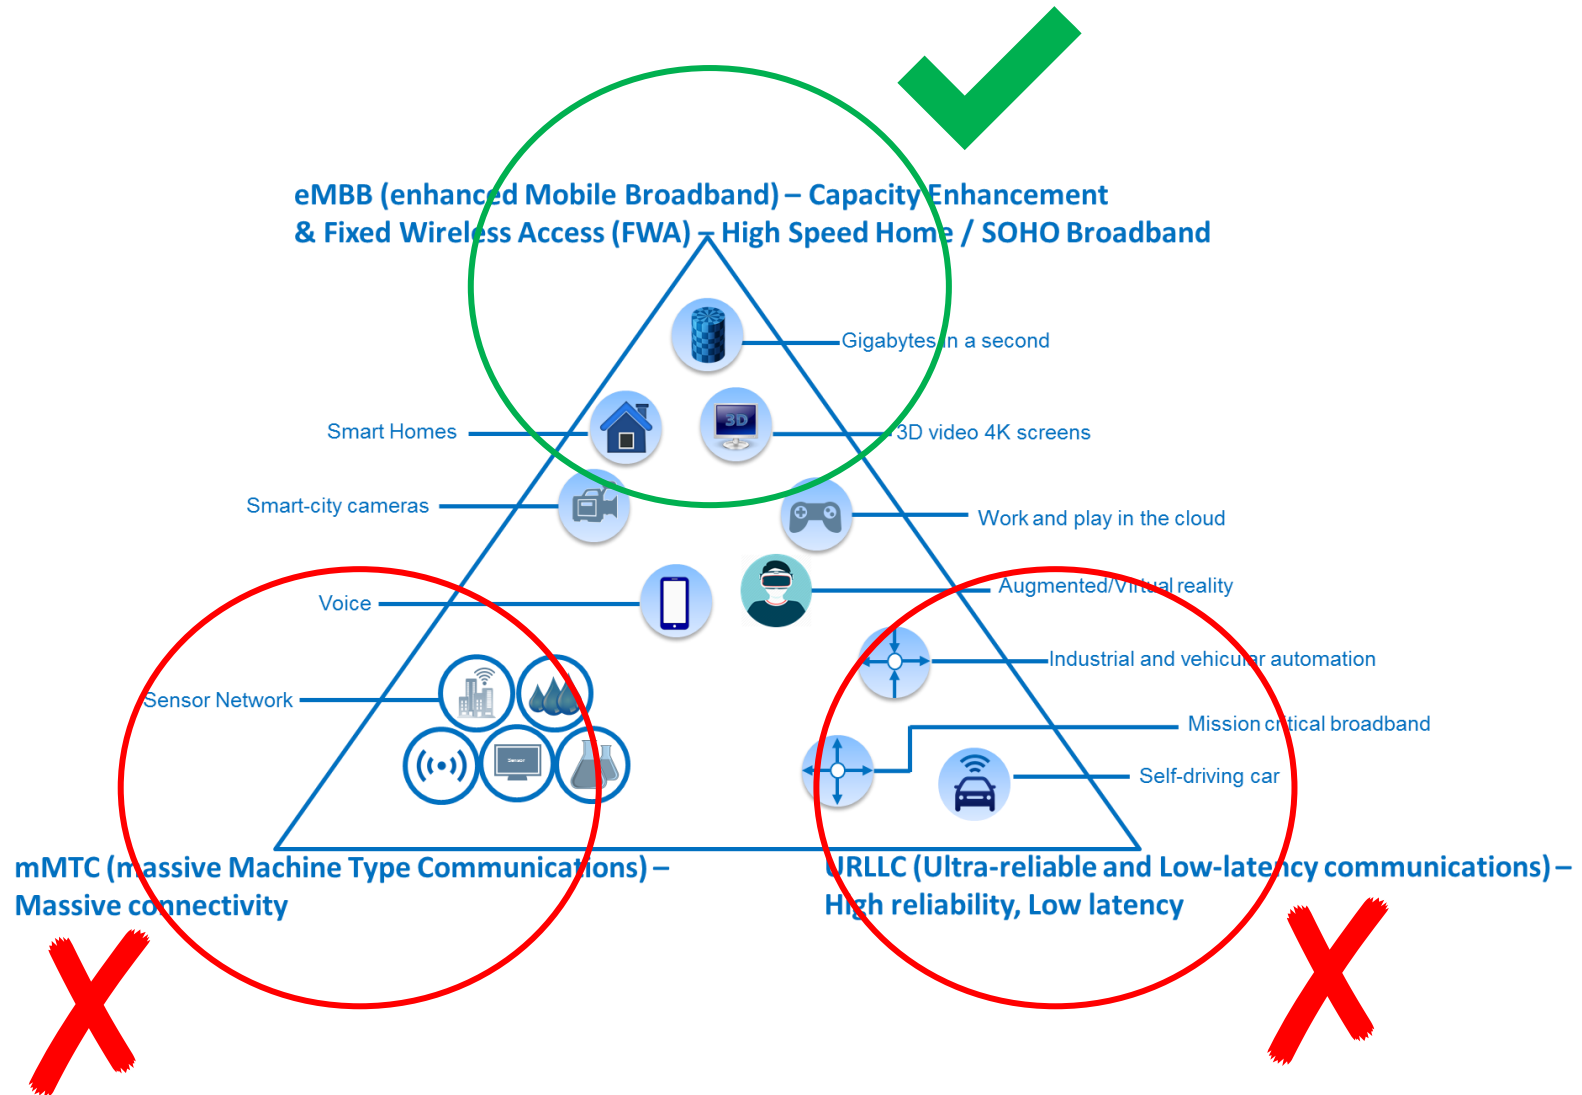 eMBB (enhanced Mobile Broadband) – Capacity Enhancement
& Fixed Wireless Access (FWA) – High Speed Home / SOHO Broadband
Gigabytes in a second
Smart Homes
3D
3D video 4K screens
Smart-city cameras
Work and play in the cloud
Voice
Augmented/Virtual reality
Industrial and vehicular automation
Sensor Network
Mission critical broadband
Sensor
Self-driving car
mMTC (massive Machine Type Communications) –
Massive connectivity
URLLC (Ultra-reliable and Low-latency communications) –
High reliability, Low latency